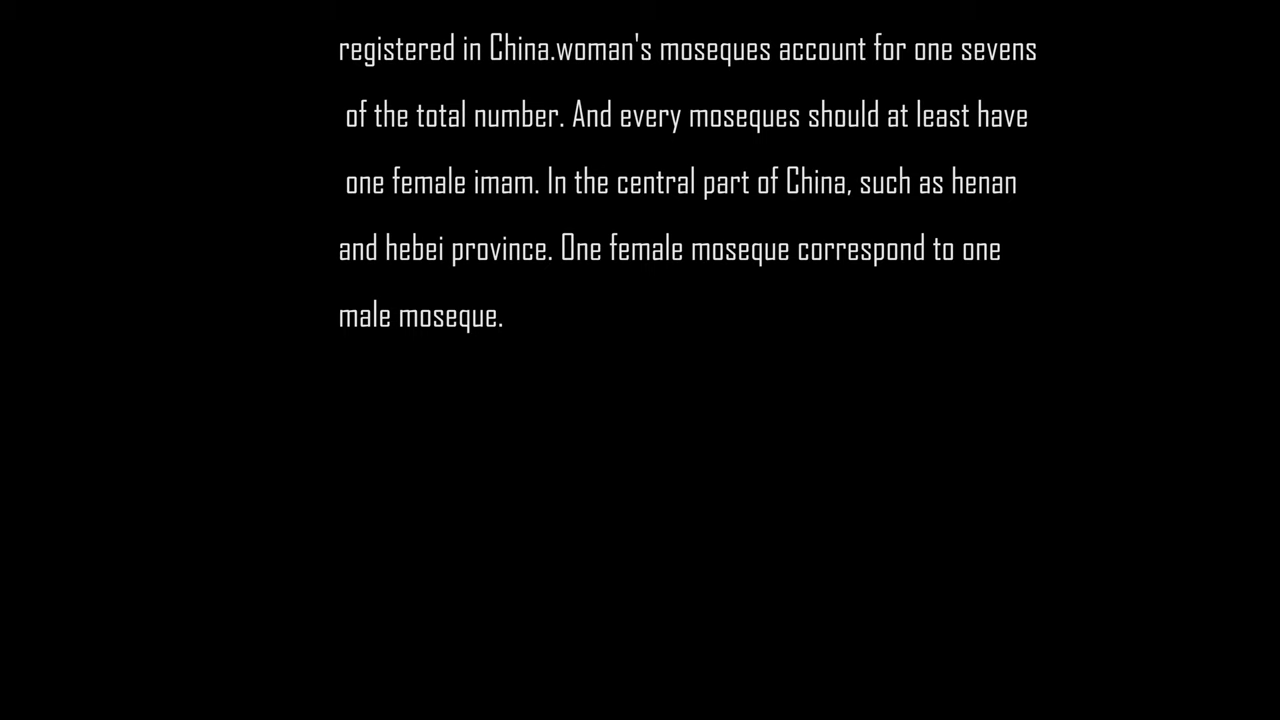 registered in China.woman's moseques account for one sevens
of the total number. And every moseques should at least have
one female imam. In the central part of China, such as henan
and hebei province. One female moseque correspond to one
male moseque.